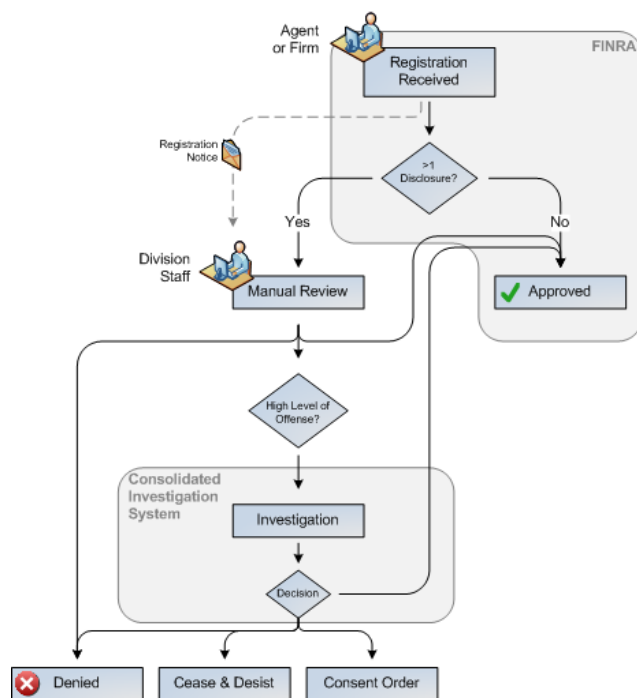 Agent
or Firm
FINRA
Registration
Received
Registration
Notice
>1
Disclosure?
Yes
No
Division
Staff
Manual Review
Approved
High Level of
Offense?
Consolidated
Investigation
System
Investigation
Decision
Denied
Cease & Desist
Consent Order